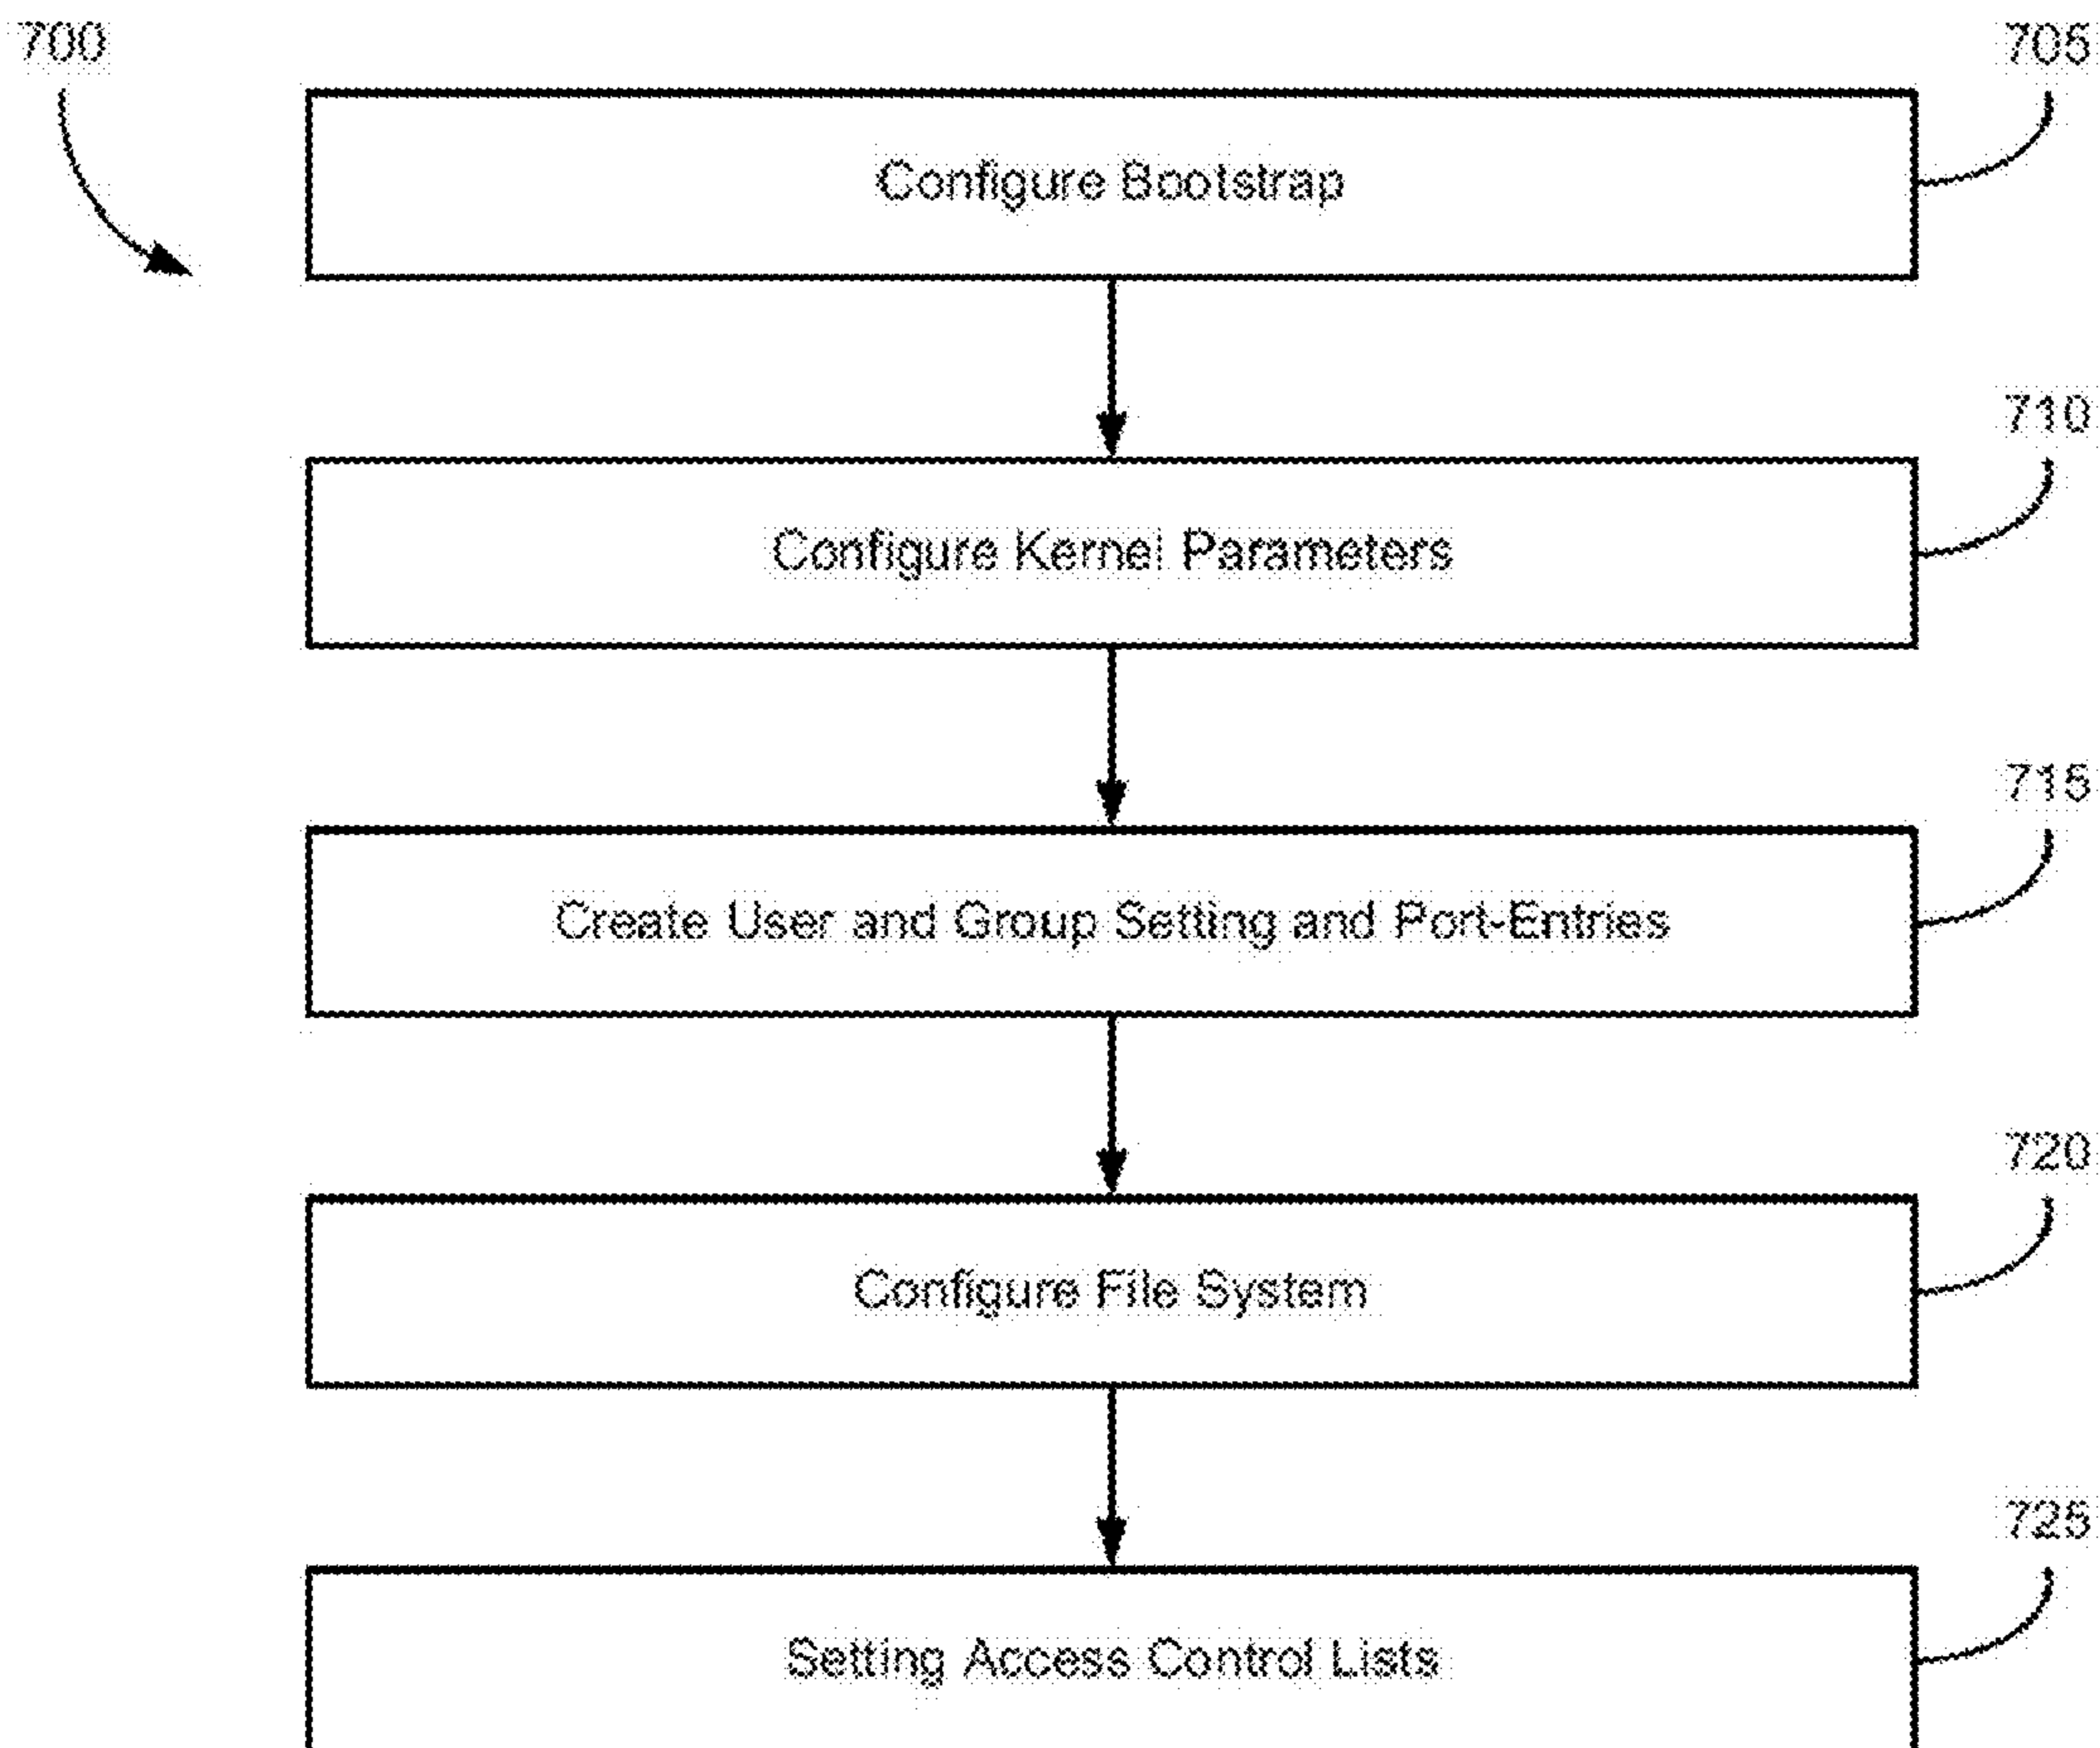 700
705
Configure Bootstrap
710
Configure Kernel Parameters
715
Create User and Group Setting and Port-Entries
720
Configure File System
725
Setting Access Control Lists